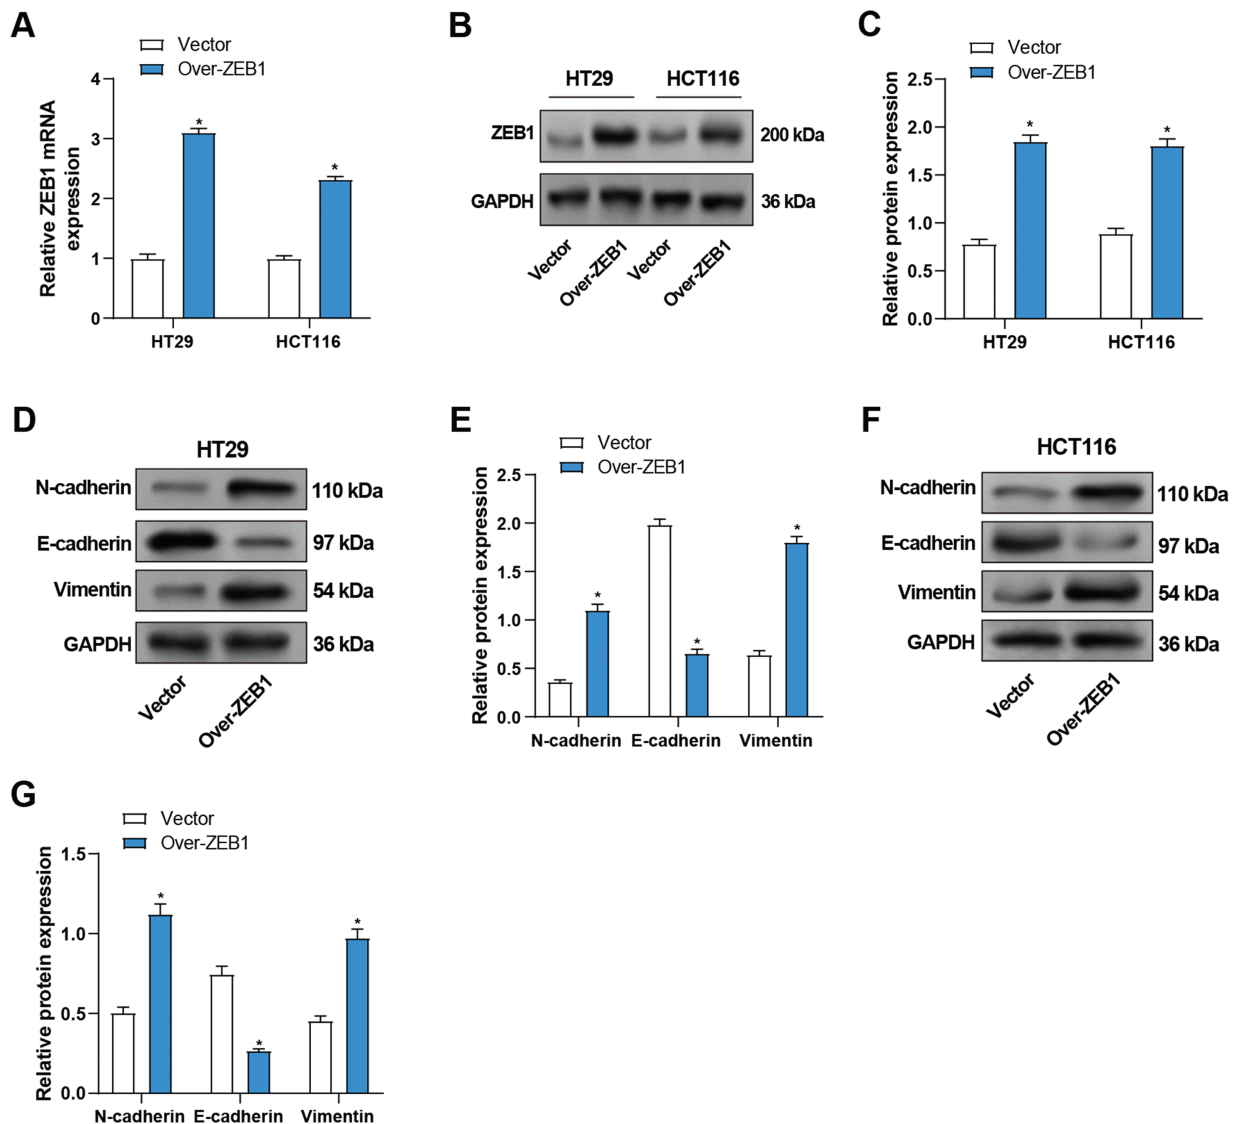 A
Vector
Over-ZEB1
Relative ZEB1 mRNA
expression
4
3
2
1
0
*
*
HT29
HCT116
B
HT29
HCT116
ZEB1
200 kDa
GAPDH
36 kDa
Vector
Over-ZEB1
Vector
Over-ZEB1
C
Vector
Over-ZEB1
Relative protein expression
2.5
2.0
1.5
1.0
0.5
0.0
*
*
HT29
HCT116
D
HT29
N-cadherin
110 kDa
E-cadherin
97 kDa
Vimentin
54 kDa
GAPDH
36 kDa
Vector
Over-ZEB1
E
Vector
Over-ZEB1
Relative protein expression
2.5
2.0
1.5
1.0
0.5
0.0
*
*
*
N-cadherin
E-cadherin
Vimentin
F
HCT116
N-cadherin
110 kDa
E-cadherin
97 kDa
Vimentin
54 kDa
GAPDH
36 kDa
Vector
Over-ZEB1
G
Vector
Over-ZEB1
Relative protein expression
1.5
1.0
0.5
0.0
*
*
*
N-cadherin
E-cadherin
Vimentin